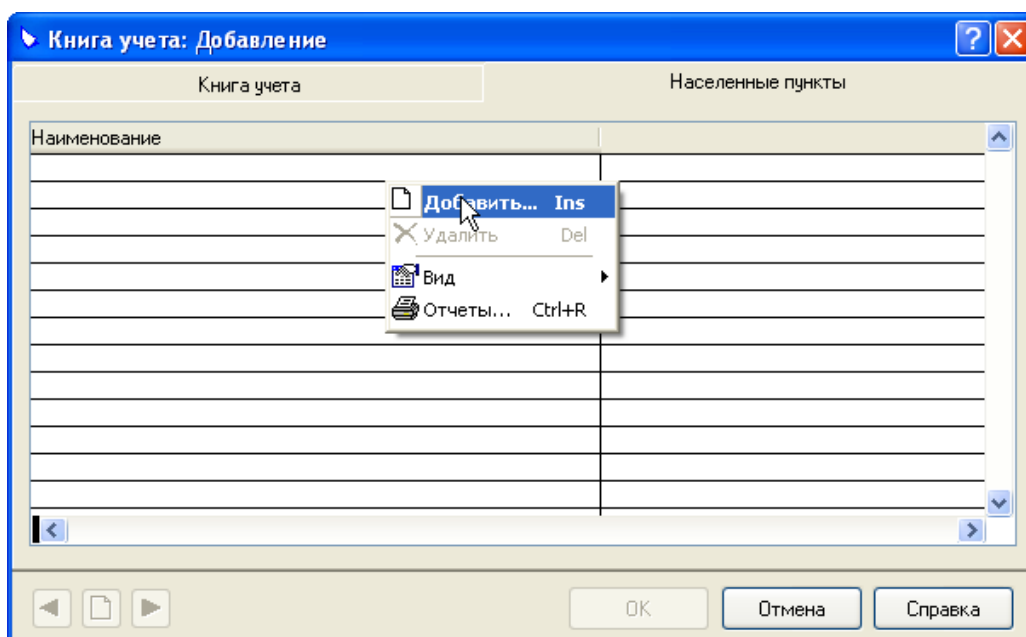 Книга учета: Добавление
Книга учета
Населенные пункты
Наименование
Добавить... Ins
Удалить Del
Вид
Отчеты... Ctrl+R
OK
Отмена
Справка